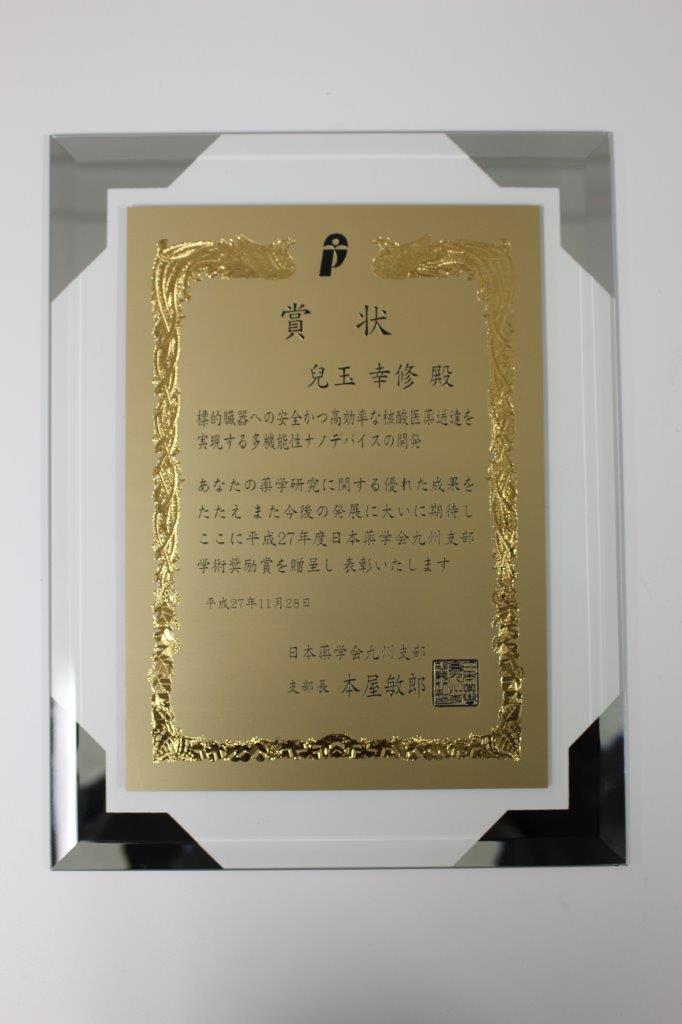 賞 状
兒玉 幸修 殿
標的臓器への安全かつ高効率な核酸医薬送達を
実現する多機能性ナノデバイスの開発
あなたの薬学研究に関する優れた成果を
たたえ また今後の発展に大いに期待し
ここに平成27年度日本薬学会九州支部
学術奨励賞を贈呈し 表彰いたします
平成27年11月28日
日本薬学会九州支部
支部長 本屋敏郎